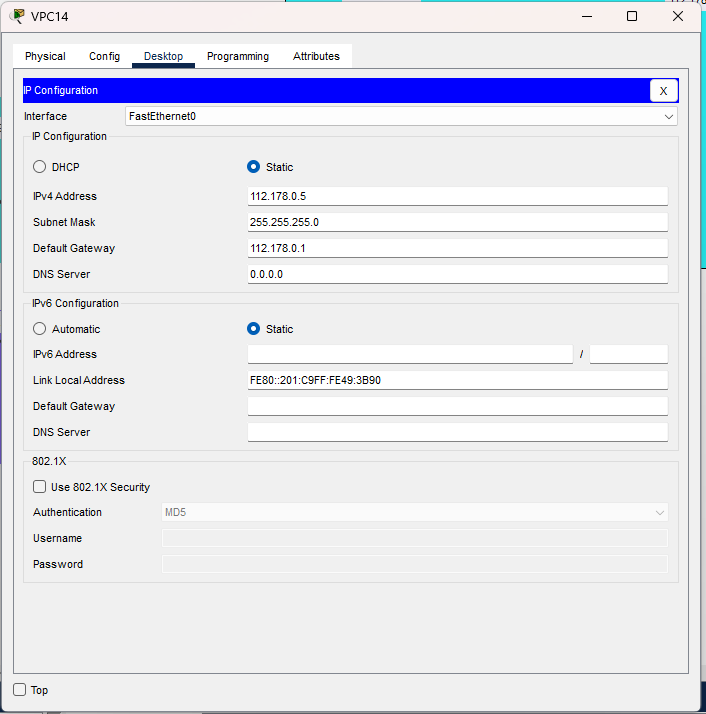 VPC14
Physical Config Desktop Programming Attributes
IP Configuration X
Interface FastEthernet0
IP Configuration
DHCP Static
IPv4 Address 112.178.0.5
Subnet Mask 255.255.255.0
Default Gateway 112.178.0.1
DNS Server 0.0.0.0
IPv6 Configuration
Automatic Static
IPv6 Address /
Link Local Address FE80::201:C9FF:FE49:3B90
Default Gateway
DNS Server
802.1X
Use 802.1X Security
Authentication MD5
Username
Password
Top